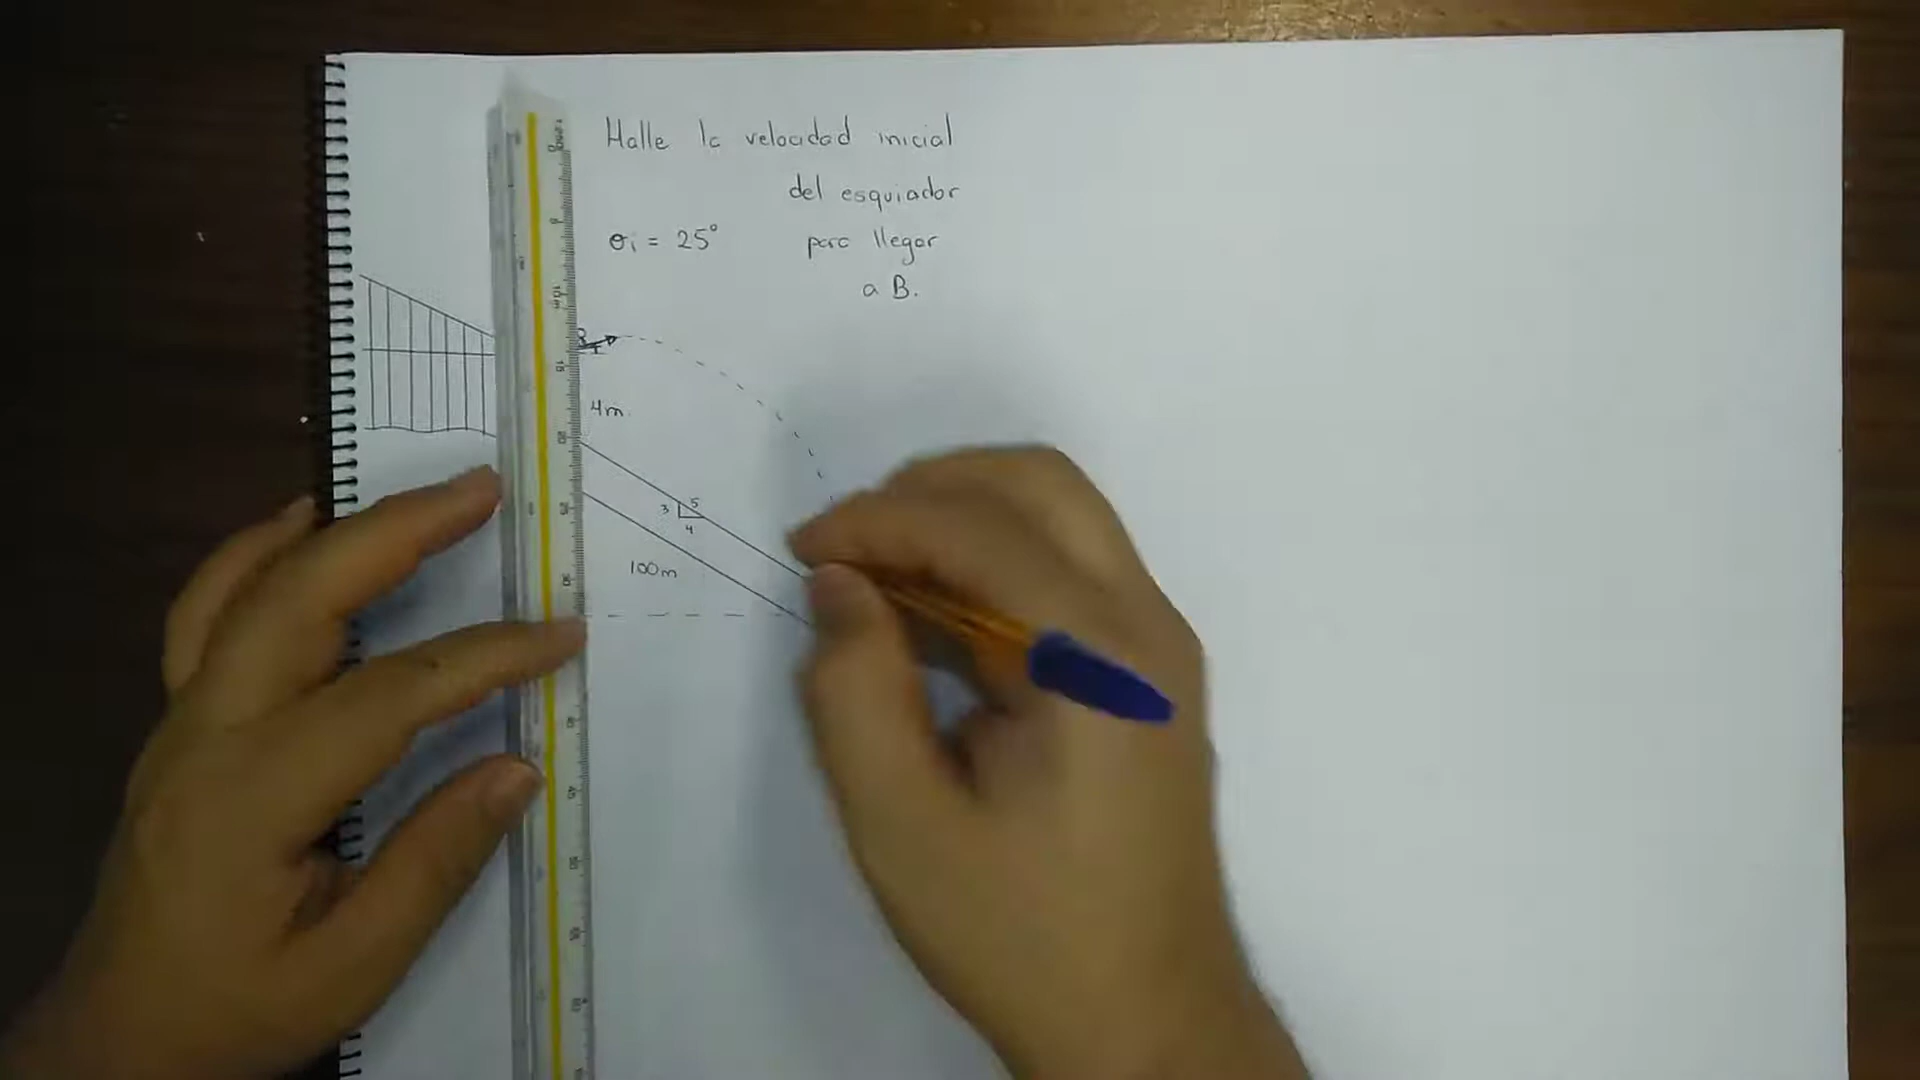 Halle la velocidad inicial
del esquiador
θi = 25°
para llegar
a B.
4m
3
5
4
100m